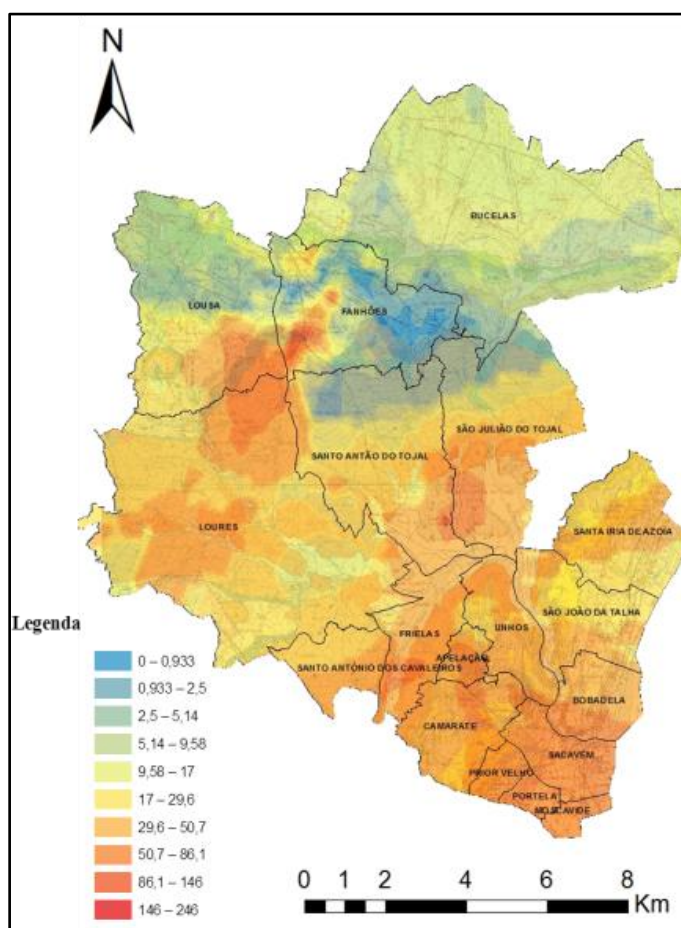 N
BUCELAS
LOUSA
FANHÕES
SÃO JULIÃO DO TOJAL
SANTO ANTÃO DO TOJAL
LOURES
SANTA IRIA DE AZOIA
SÃO JOÃO DA TALHA
Legenda
UNHOS
FRIELAS
APELAÇÃO
SANTO ANTÓNIO DOS CAVALEIROS
BOBADELA
CAMARATE
SACAVÉM
PRIOR VELHO
PORTELA
MOSCAVIDE
0 – 0,933
0,933 – 2,5
2,5 – 5,14
5,14 – 9,58
9,58 – 17
17 – 29,6
29,6 – 50,7
50,7 – 86,1
86,1 – 146
146 – 246
0 1 2 4 6 8
Km